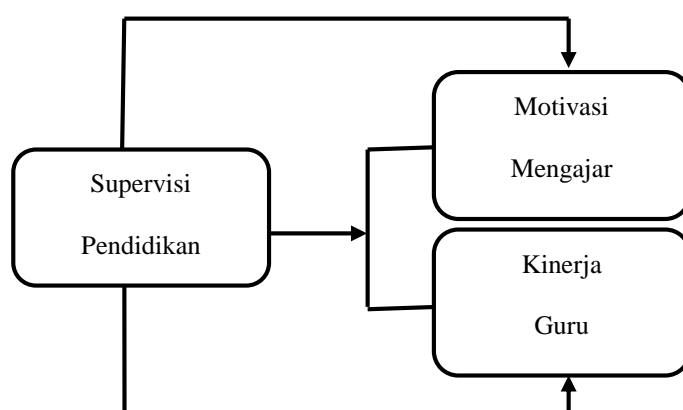 Supervisi
Pendidikan
Motivasi
Mengajar
Kinerja
Guru